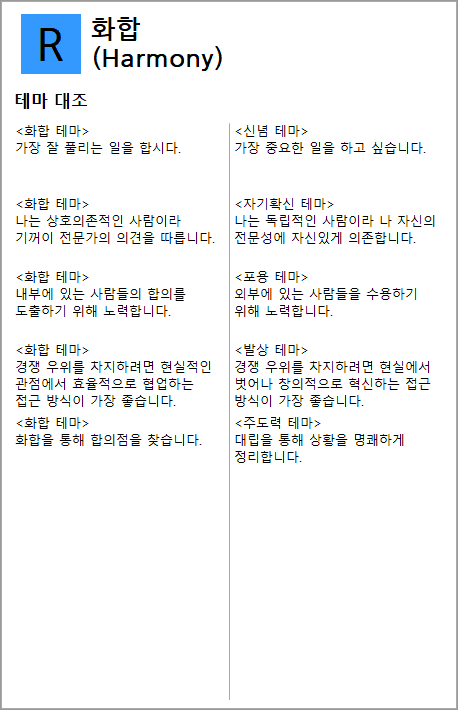 R
화합
(Harmony)
테마 대조
<화합 테마>
가장 잘 풀리는 일을 합시다.
<신념 테마>
가장 중요한 일을 하고 싶습니다.
<화합 테마>
나는 상호의존적인 사람이라
기꺼이 전문가의 의견을 따릅니다.
<자기확신 테마>
나는 독립적인 사람이라 나 자신의
전문성에 자신있게 의존합니다.
<화합 테마>
내부에 있는 사람들의 합의를
도출하기 위해 노력합니다.
<포용 테마>
외부에 있는 사람들을 수용하기
위해 노력합니다.
<화합 테마>
경쟁 우위를 차지하려면 현실적인
관점에서 효율적으로 협업하는
접근 방식이 가장 좋습니다.
<발상 테마>
경쟁 우위를 차지하려면 현실에서
벗어나 창의적으로 혁신하는 접근
방식이 가장 좋습니다.
<화합 테마>
화합을 통해 합의점을 찾습니다.
<주도력 테마>
대립을 통해 상황을 명쾌하게
정리합니다.